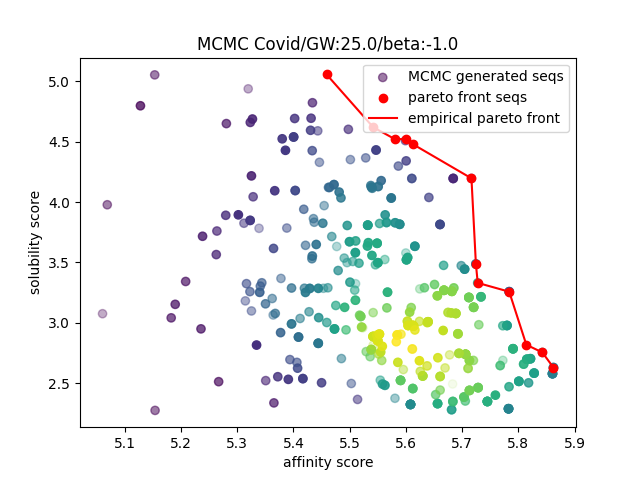 MCMC Covid/GW:25.0/beta:-1.0
MCMC generated seqs
pareto front seqs
empirical pareto front
solubility score
5.0
4.5
4.0
3.5
3.0
2.5
5.1 5.2 5.3 5.4 5.5 5.6 5.7 5.8 5.9
affinity score